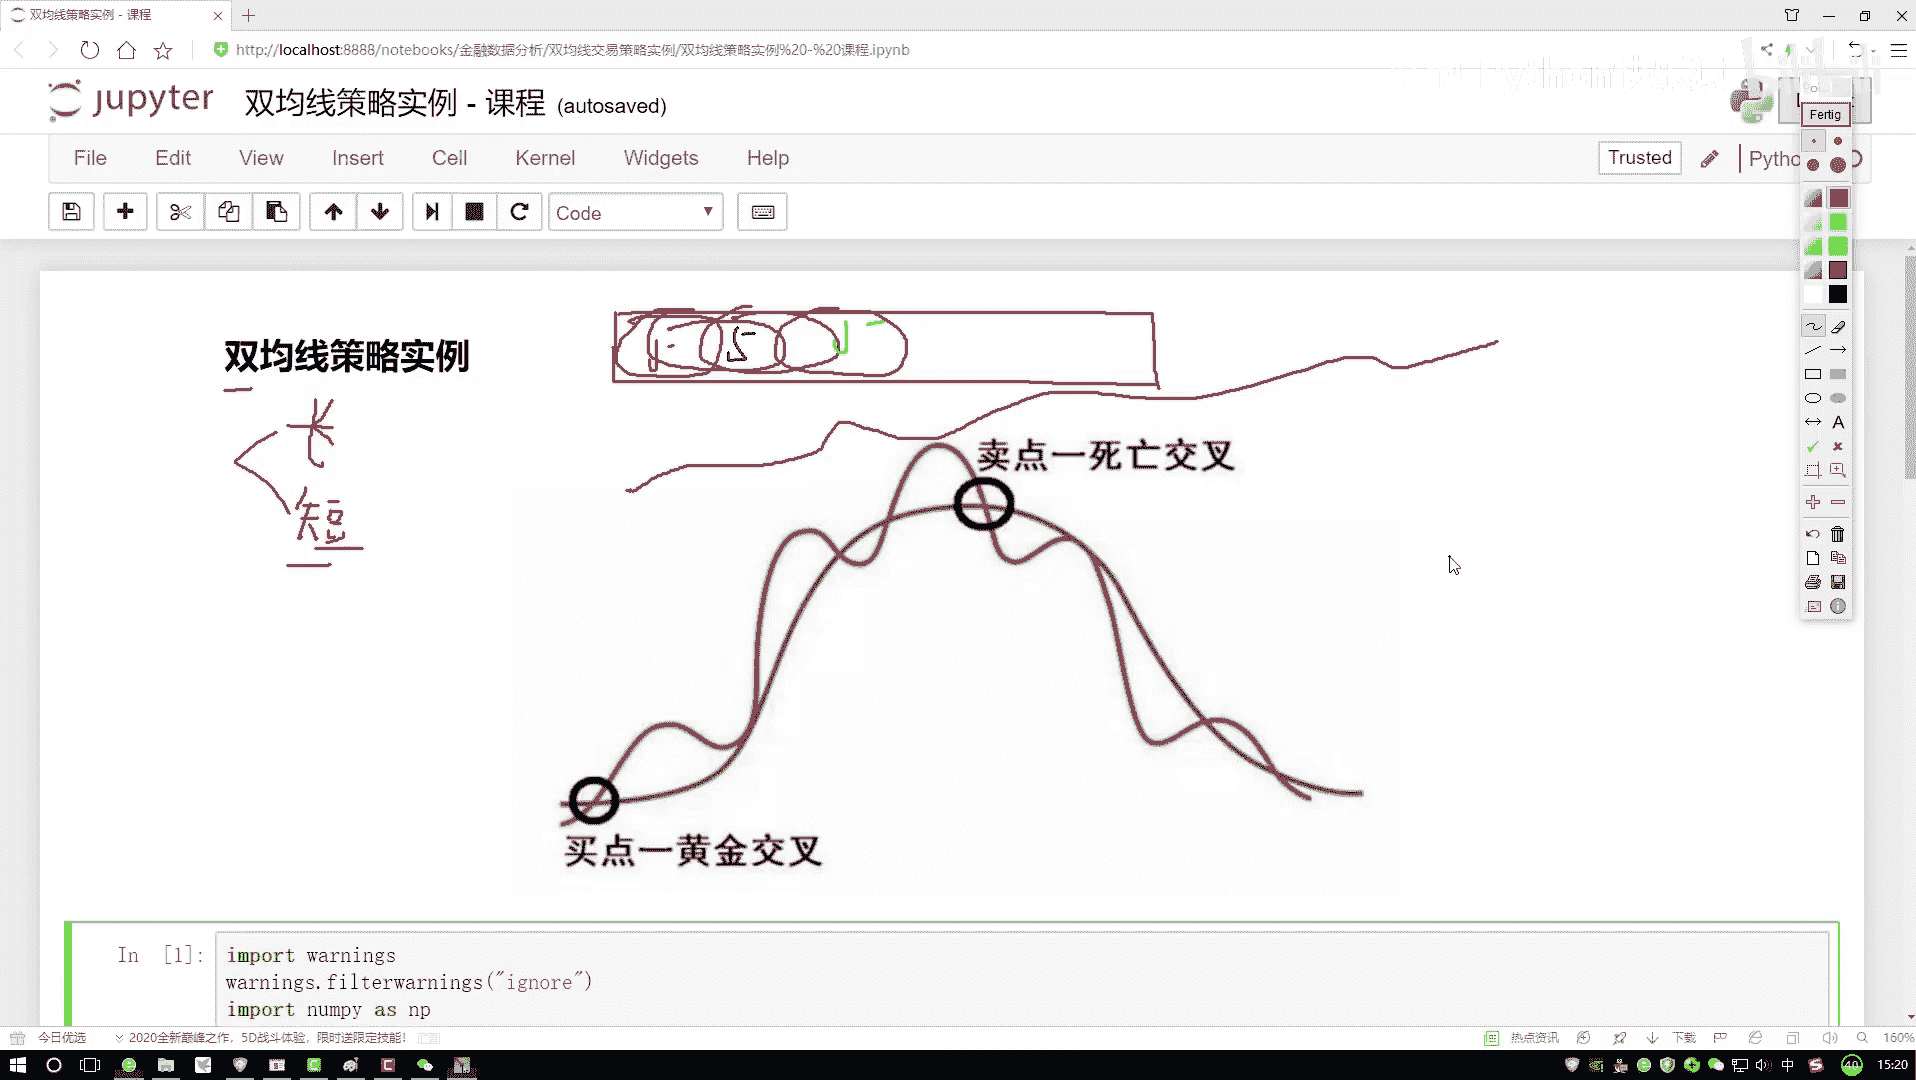 双均线策略实例 - 课程
http://localhost:8888/notebooks/金融数据分析/双均线交易策略实例/双均线策略实例%20-%20课程.ipynb
jupyter 双均线策略实例 - 课程 (autosaved)
Fertig
File Edit View Insert Cell Kernel Widgets Help
Trusted
Pytho
Code
双均线策略实例
长
短
卖点一死亡交叉
买点一黄金交叉
In [1]:
import warnings
warnings.filterwarnings("ignore")
import numpy as np
今日优选 2020全新巅峰之作，5D战斗体验，限时送限定技能！ 热点资讯 下载 160%
中 40 15:20